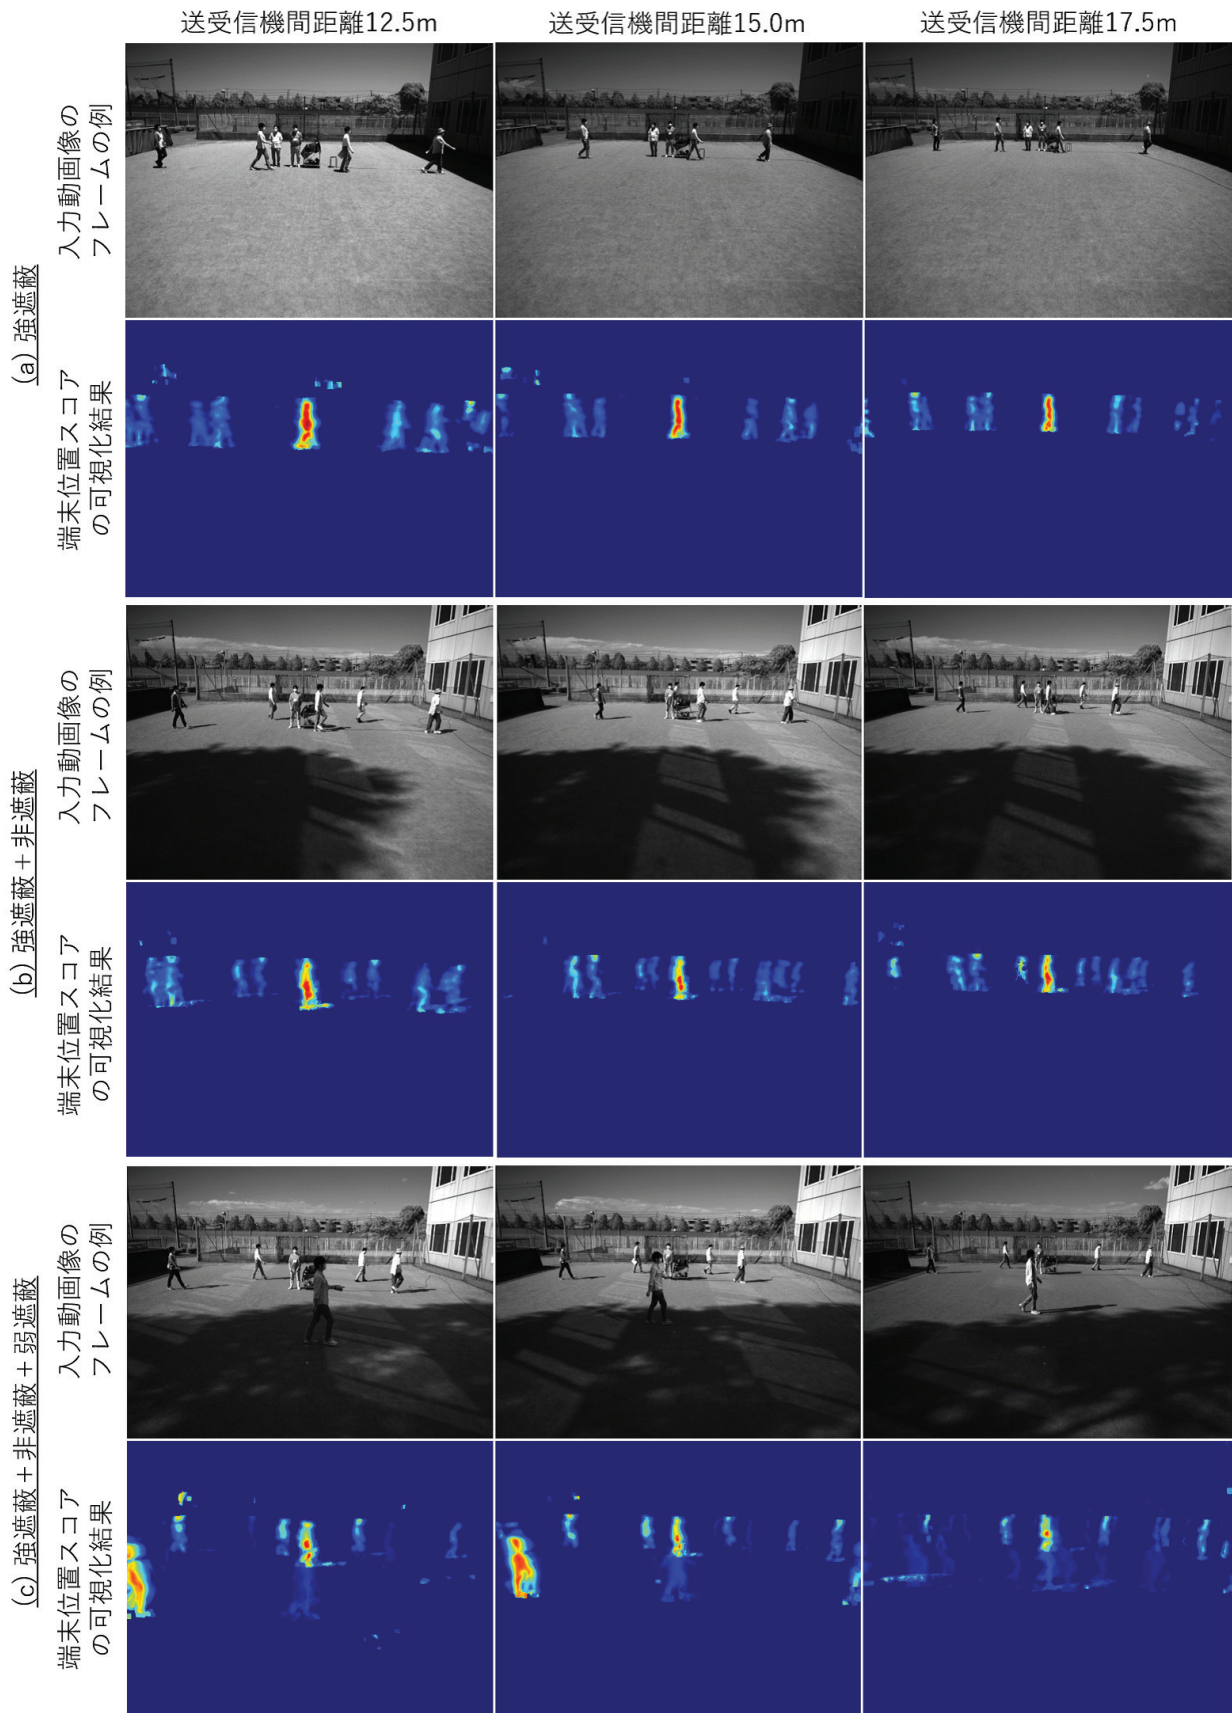 送受信機間距離12.5m
送受信機間距離15.0m
送受信機間距離17.5m
(a) 強遮蔽
入力動画像の
フレームの例
端末位置スコア
の可視化結果
(b) 強遮蔽＋非遮蔽
入力動画像の
フレームの例
端末位置スコア
の可視化結果
(c) 強遮蔽＋非遮蔽＋弱遮蔽
入力動画像の
フレームの例
端末位置スコア
の可視化結果